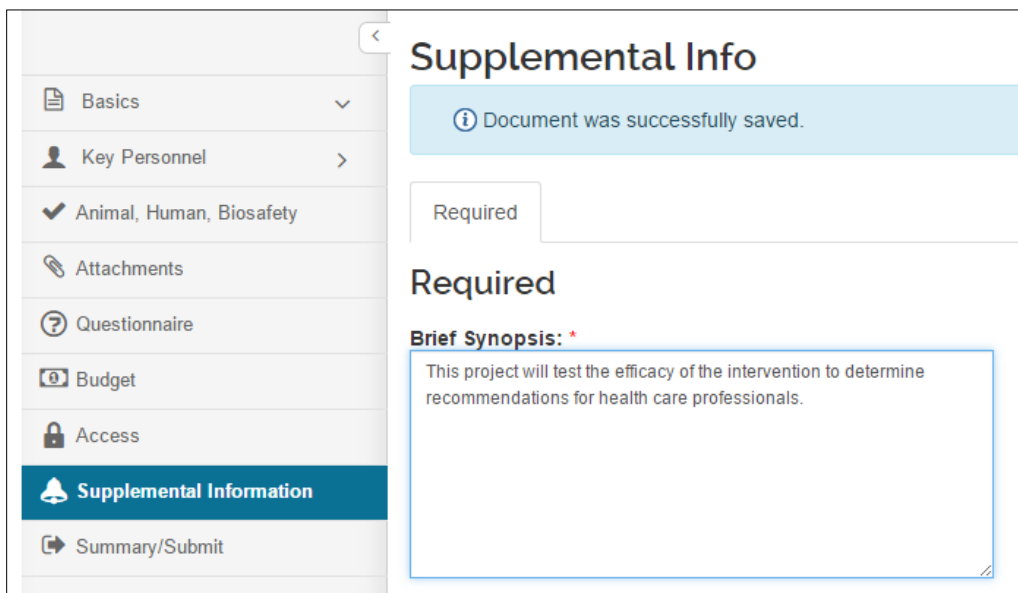 Basics
Key Personnel
Animal, Human, Biosafety
Attachments
Questionnaire
Budget
Access
Supplemental Information
Summary/Submit
Supplemental Info
Document was successfully saved.
Required
Required
Brief Synopsis: *
This project will test the efficacy of the intervention to determine
recommendations for health care professionals.